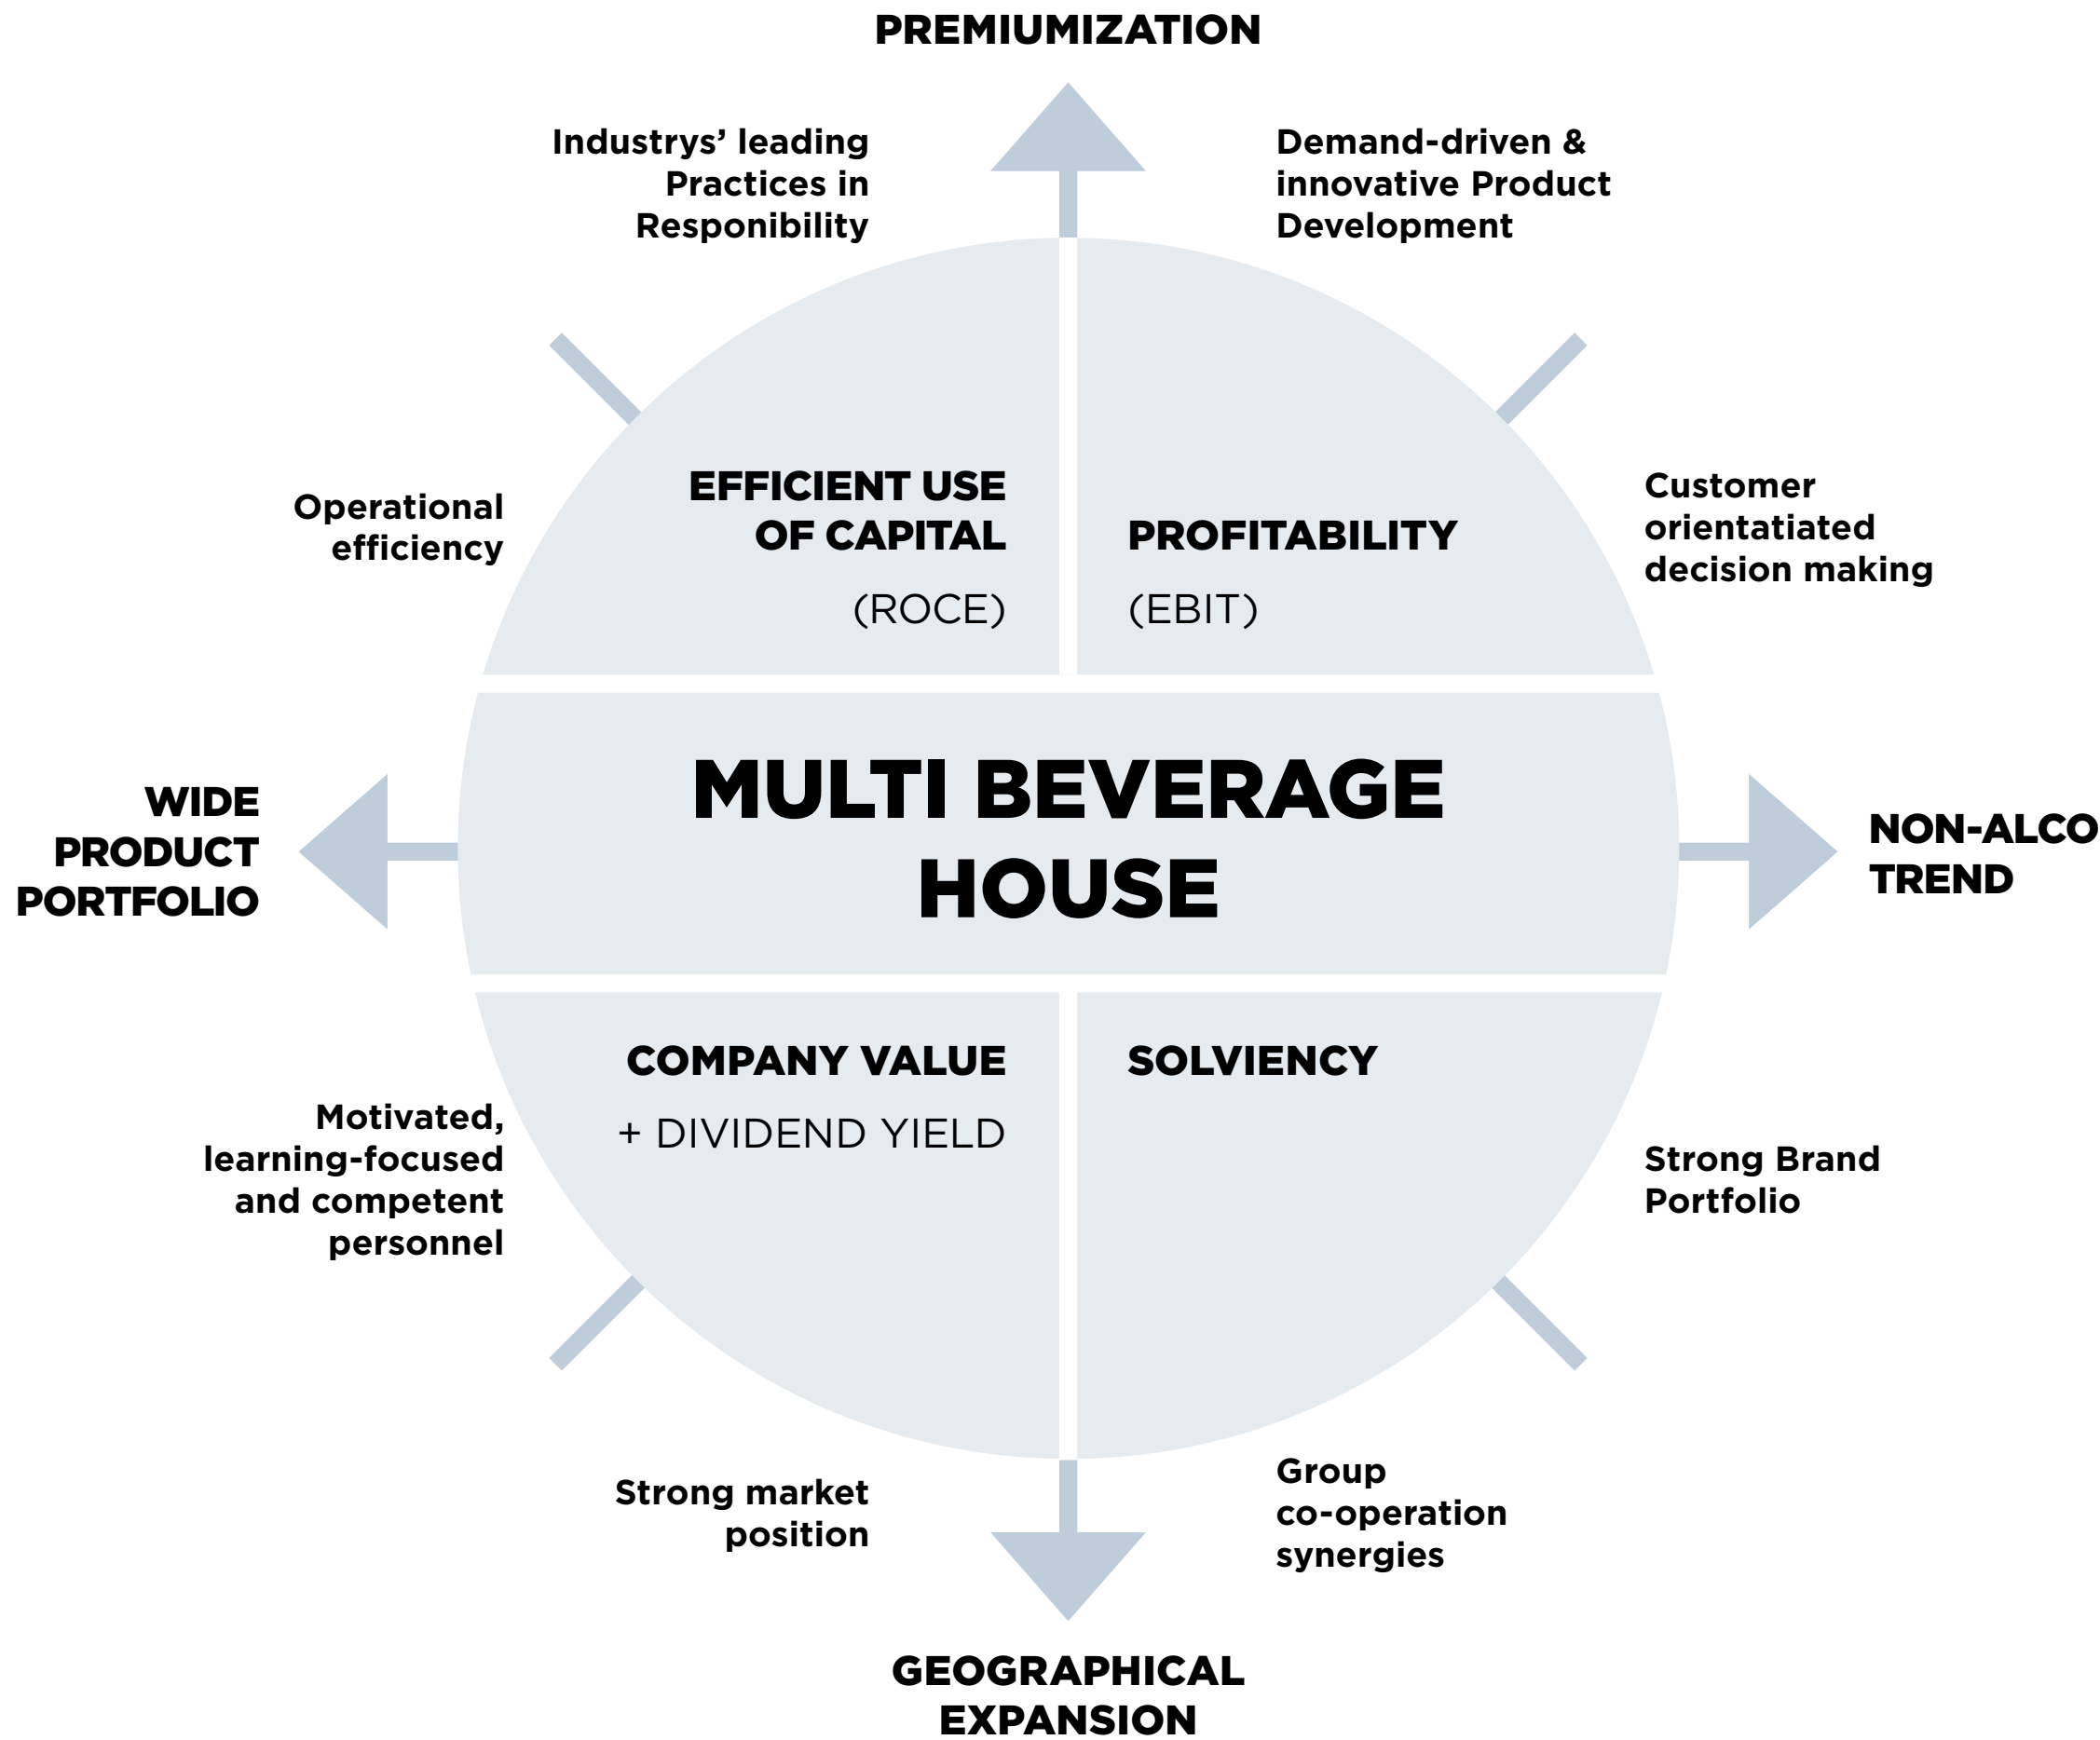 PREMIUMIZATION
Industrys’ leading
Practices in
Responibility
Demand-driven &
innovative Product
Development
Operational
efficiency
EFFICIENT USE
OF CAPITAL
(ROCE)
PROFITABILITY
(EBIT)
Customer
orientatiated
decision making
WIDE
PRODUCT
PORTFOLIO
MULTI BEVERAGE
HOUSE
NON-ALCO
TREND
COMPANY VALUE
+ DIVIDEND YIELD
SOLVIENCY
Motivated,
learning-focused
and competent
personnel
Strong Brand
Portfolio
Strong market
position
Group
co-operation
synergies
GEOGRAPHICAL
EXPANSION